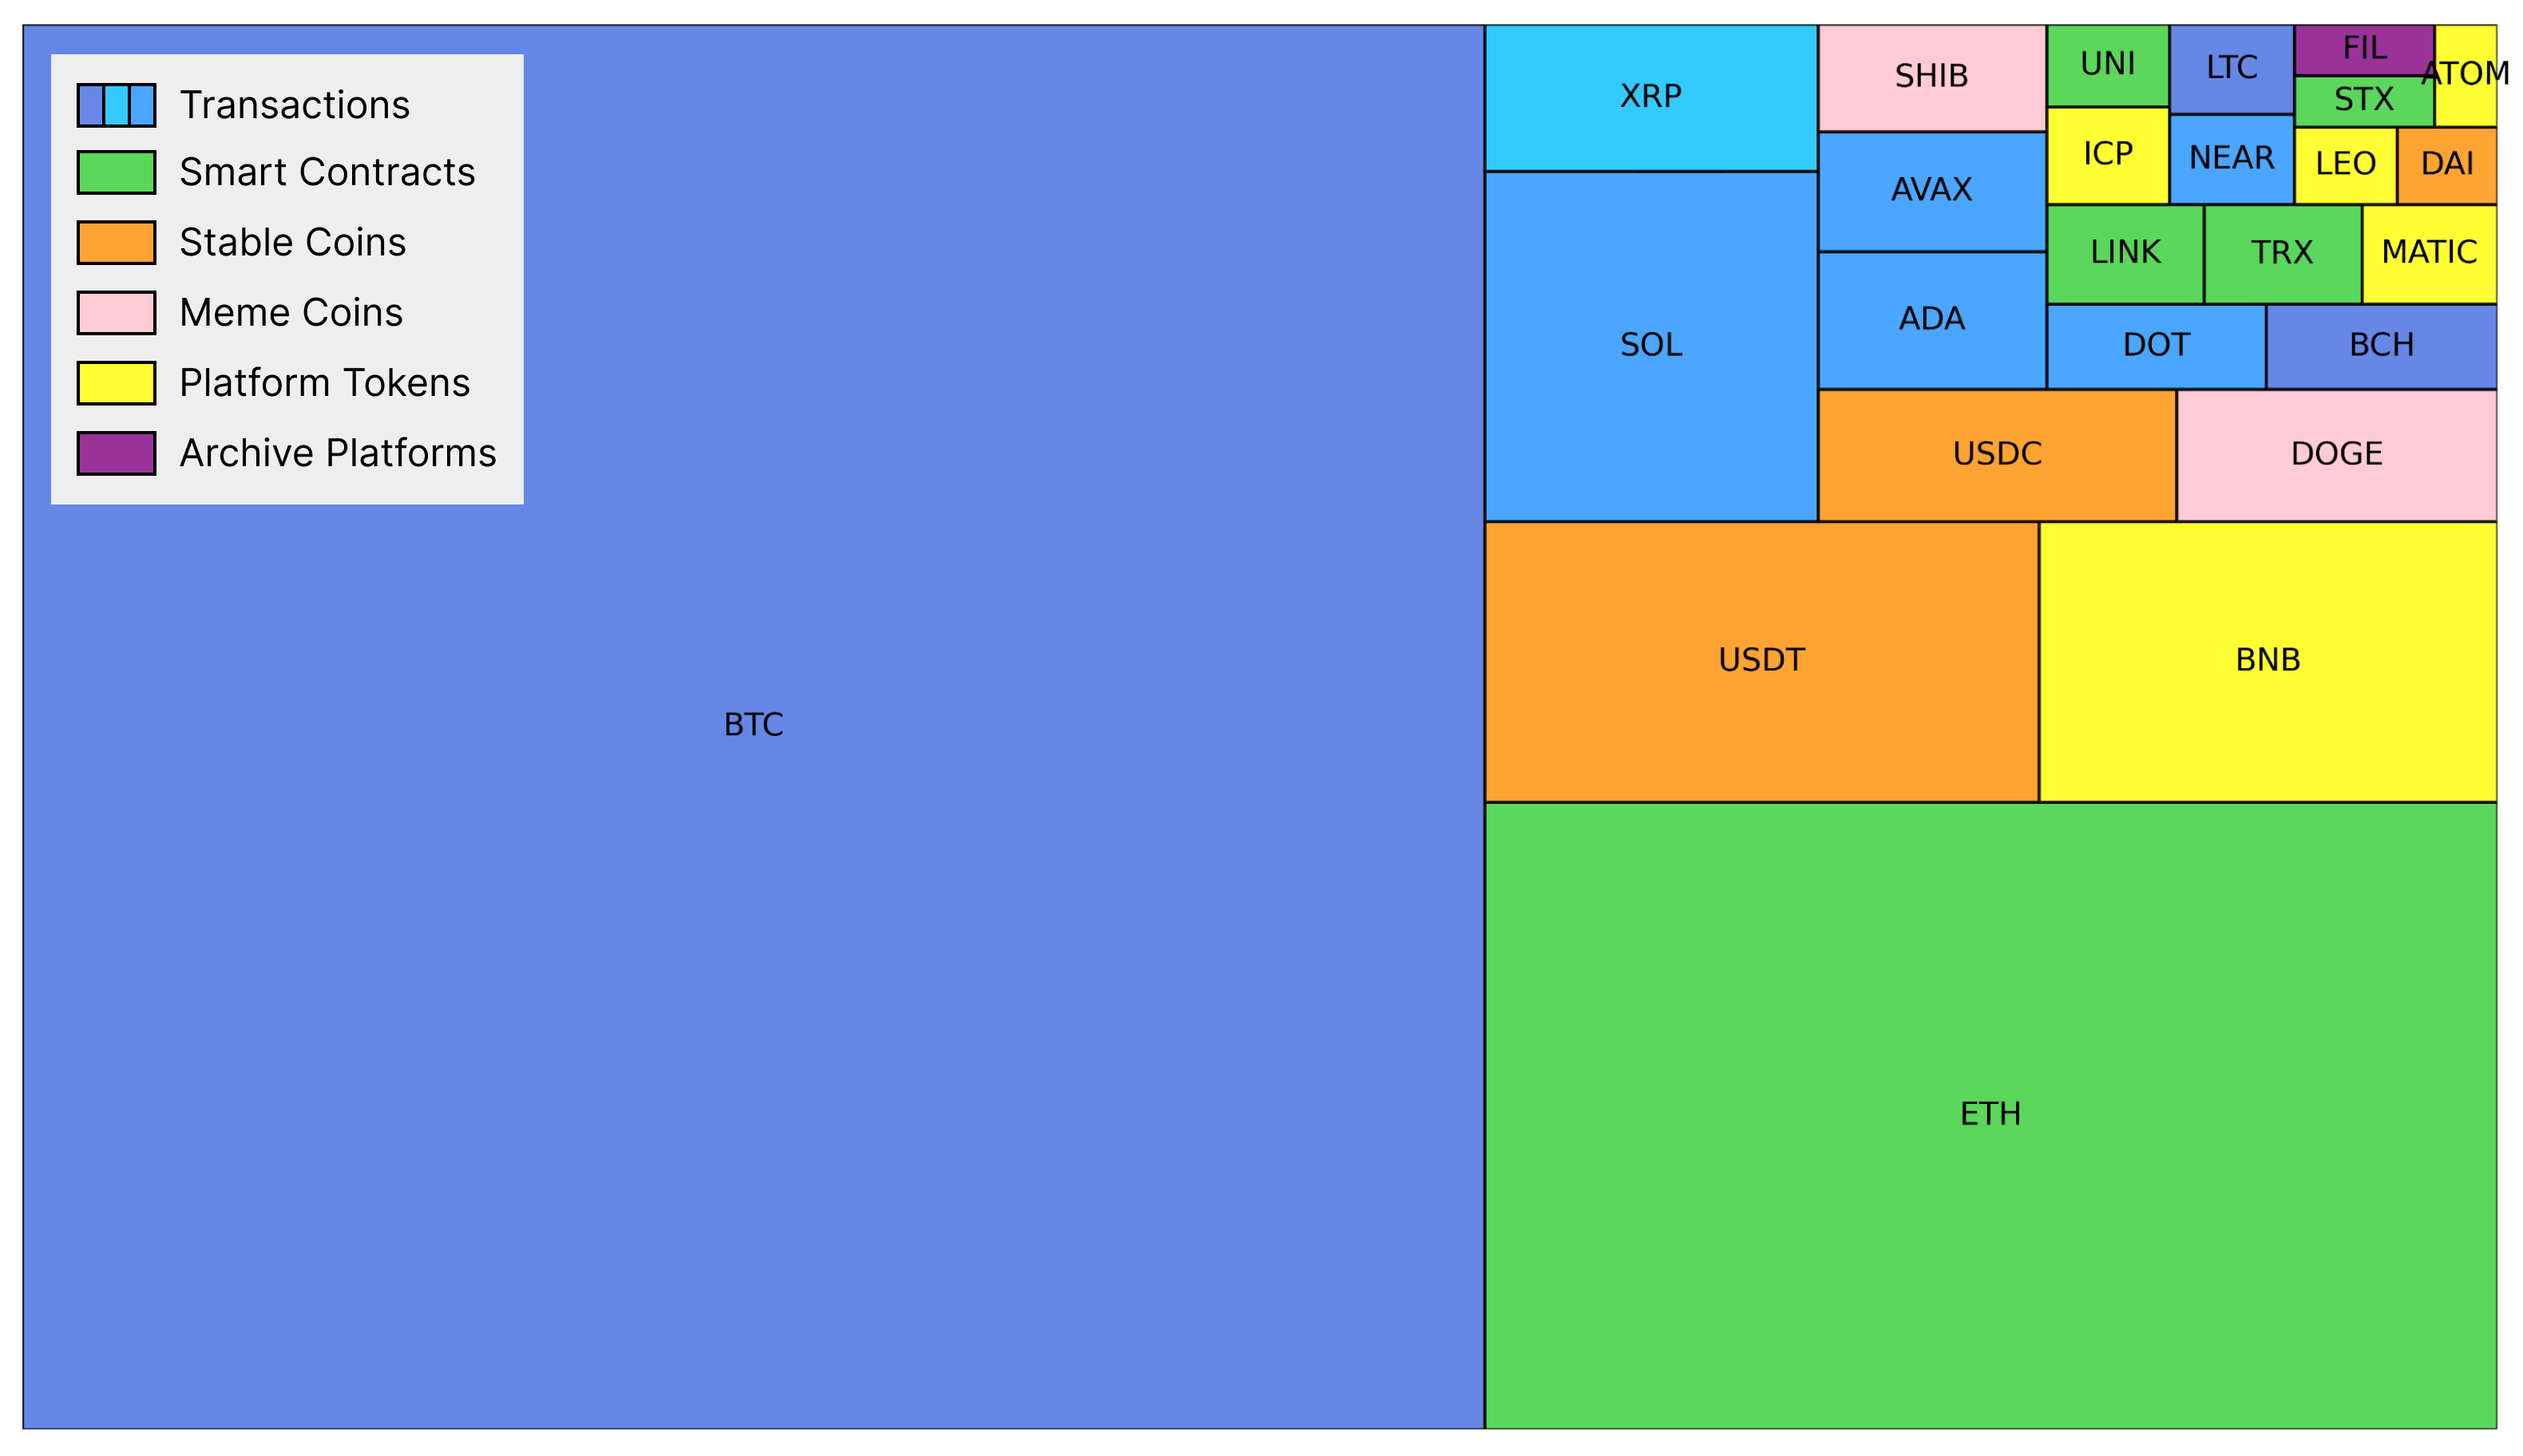 Transactions
Smart Contracts
Stable Coins
Meme Coins
Platform Tokens
Archive Platforms
BTC
XRP
SOL
SHIB
AVAX
ADA
UNI
ICP
LTC
NEAR
FIL
STX
ATOM
LEO
DAI
LINK
TRX
MATIC
DOT
BCH
USDC
DOGE
USDT
BNB
ETH